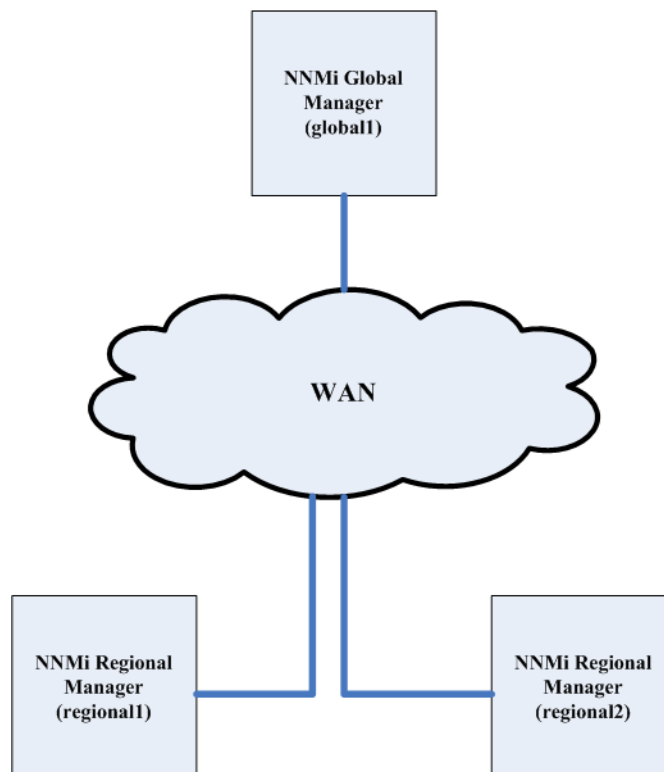 NNMi Global
Manager
(global1)
WAN
NNMi Regional
Manager
(regional1)
NNMi Regional
Manager
(regional2)